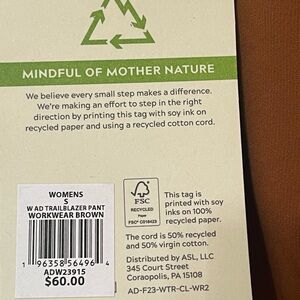 MINDFUL OF MOTHER NATURE
We believe every small step makes a difference.
We're making an effort to step in the right
direction by printing this tag with soy ink on
recycled paper and using a recycled cotton cord.
WOMENS
S
W AD TRAILBLAZER PANT
WORKWEAR BROWN
1 96358 56496 4
ADW23915
$60.00
FSC
RECYCLED
Paper
FSC® C018423
This tag is
printed with soy
inks on 100%
recycled paper.
The cord is 50% recycled
and 50% virgin cotton.
Distributed by ASL, LLC
345 Court Street
Coraopolis, PA 15108
AD-F23-WTR-CL-WR2